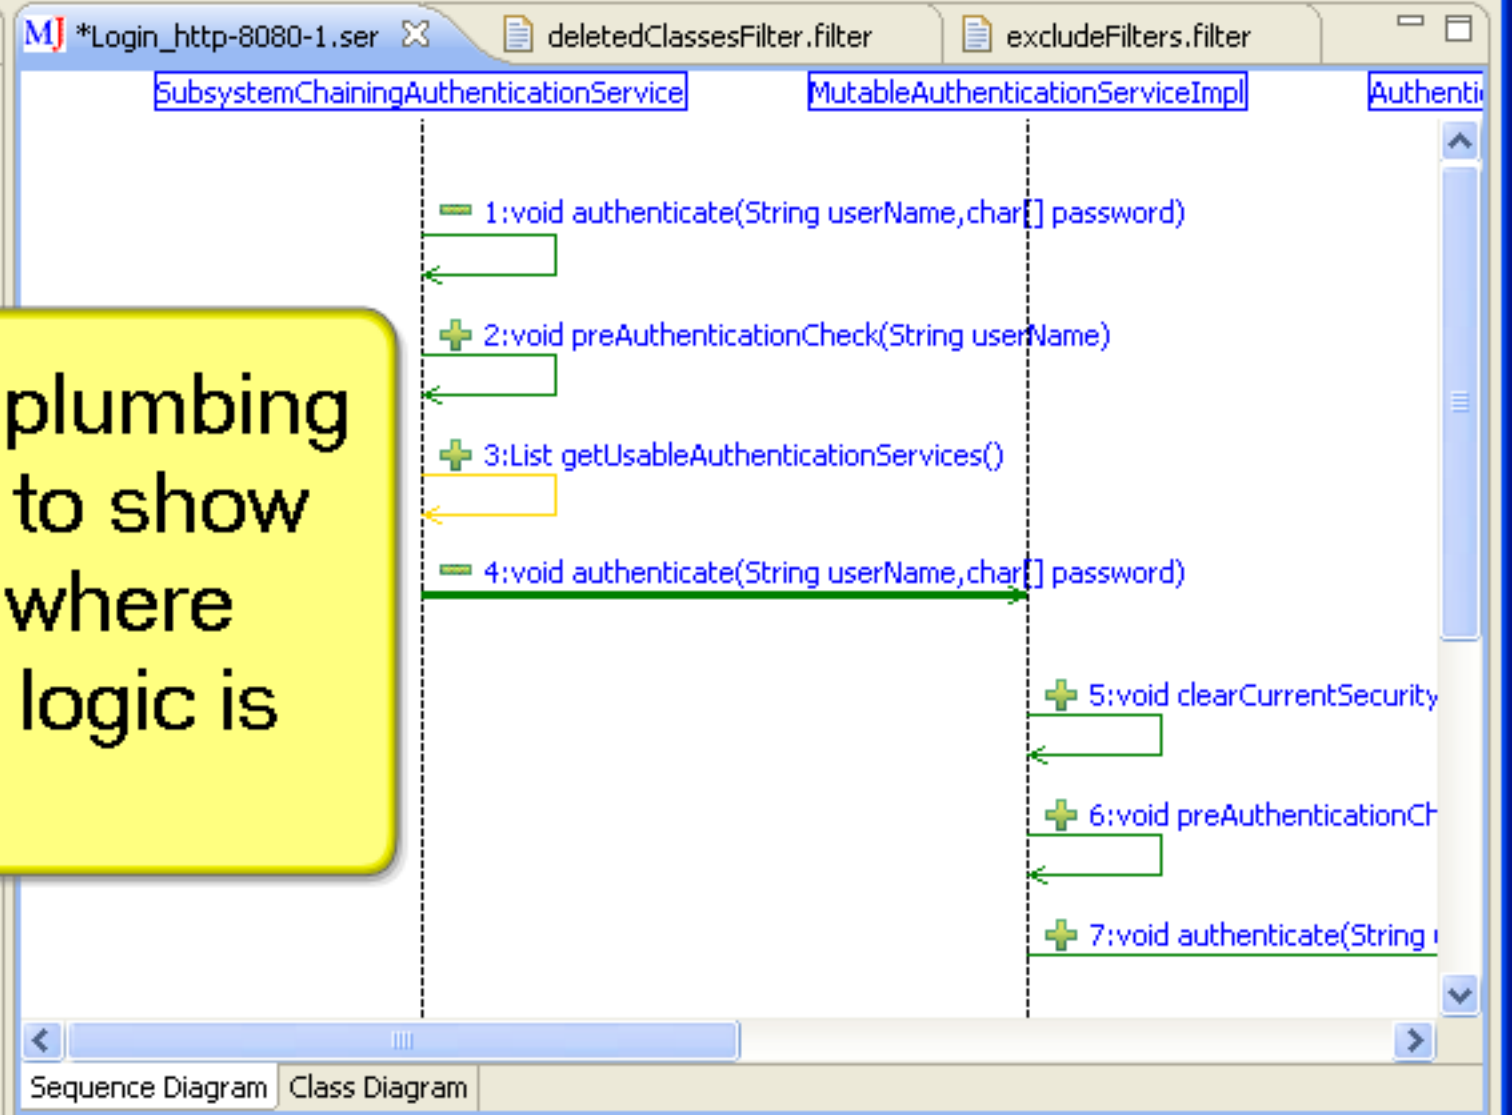 MJ *Login_http-8080-1.ser deletedClassesFilter.filter excludeFilters.filter
SubsystemChainingAuthenticationService MutableAuthenticationServiceImpl
1:void authenticate(String userName,char[] password)
2:void preAuthenticationCheck(String userName)
3:List getUsableAuthenticationServices()
4:void authenticate(String userName,char[] password)
5:void clearCurrentSecurity
6:void
7:void authenticate(String
plumbing
to show
where
logic is
Sequence Diagram Class Diagram